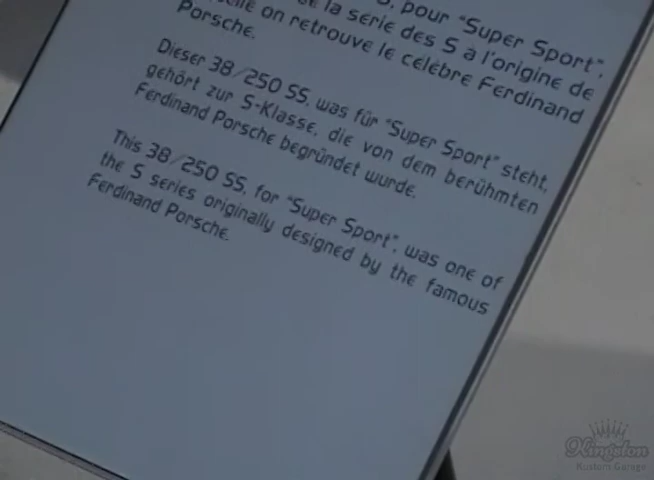 pour "Super Sport",
la serie des S à l'origine de
on retrouve le célèbre Ferdinand
Porsche.
Dieser 38/250 SS, was für "Super Sport" steht,
gehört zur S-Klasse, die von dem berühmten
Ferdinand Porsche begründet wurde.
This 38/250 SS, for "Super Sport", was one of
the S series originally designed by the famous
Ferdinand Porsche.
Kingston
Kustom Garage